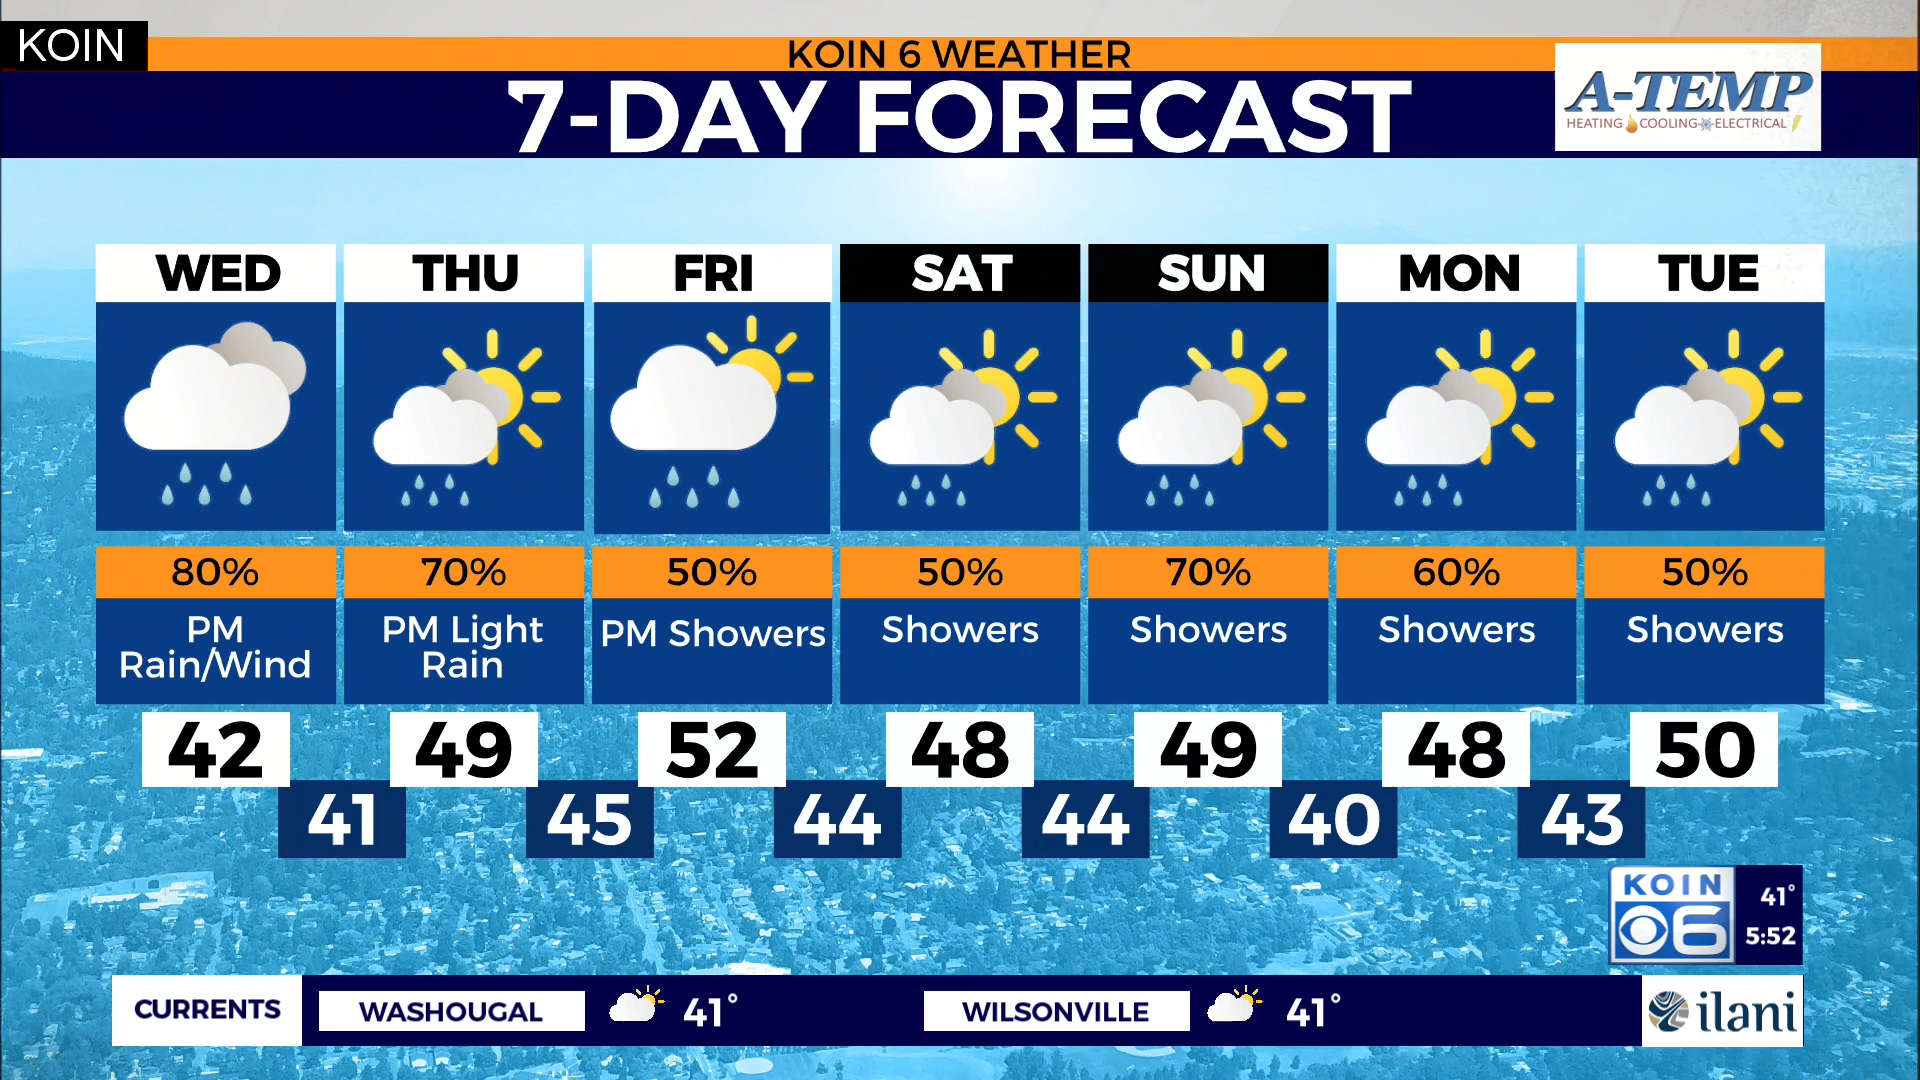 KOIN
KOIN 6 WEATHER
7-DAY FORECAST
A-TEMP
HEATING COOLING ELECTRICAL
WED THU FRI SAT SUN MON TUE
80% 70% 50% 50% 70% 60% 50%
PM Rain/Wind
PM Light Rain
PM Showers
Showers
Showers
Showers
Showers
42 49 52 48 49 48 50
41 45 44 44 40 43
KOIN
6
41°
5:52
CURRENTS WASHOUGAL 41° WILSONVILLE 41° ilani